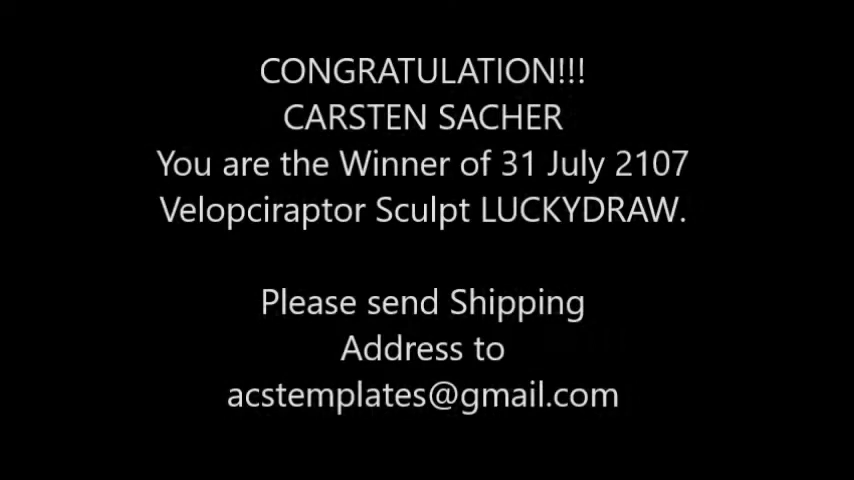 CONGRATULATION!!!
CARSTEN SACHER
You are the Winner of 31 July 2107
Velopciraptor Sculpt LUCKYDRAW.
Please send Shipping
Address to
acstemplates@gmail.com